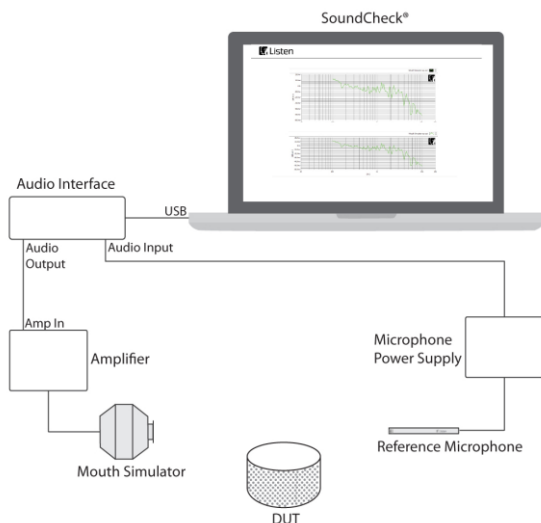 SoundCheck®
Listen
Audio Interface
USB
Audio
Output
Audio Input
Amp In
Amplifier
Microphone
Power Supply
Mouth Simulator
Reference Microphone
DUT